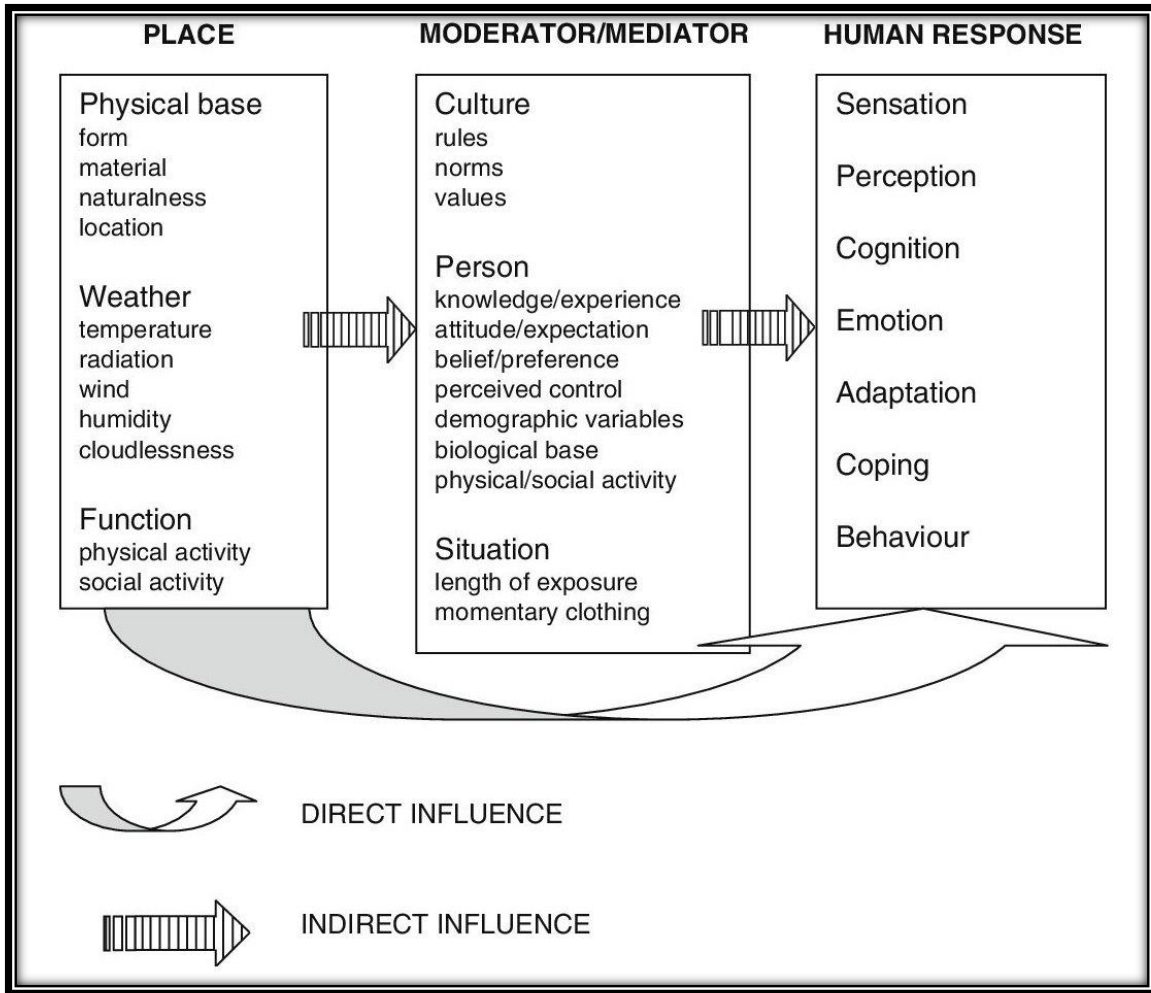 PLACE
Physical base
form
material
naturalness
location
Weather
temperature
radiation
wind
humidity
cloudlessness
Function
physical activity
social activity
MODERATOR/MEDIATOR
Culture
rules
norms
values
Person
knowledge/experience
attitude/expectation
belief/preference
perceived control
demographic variables
biological base
physical/social activity
Situation
length of exposure
momentary clothing
HUMAN RESPONSE
Sensation
Perception
Cognition
Emotion
Adaptation
Coping
Behaviour
DIRECT INFLUENCE
INDIRECT INFLUENCE